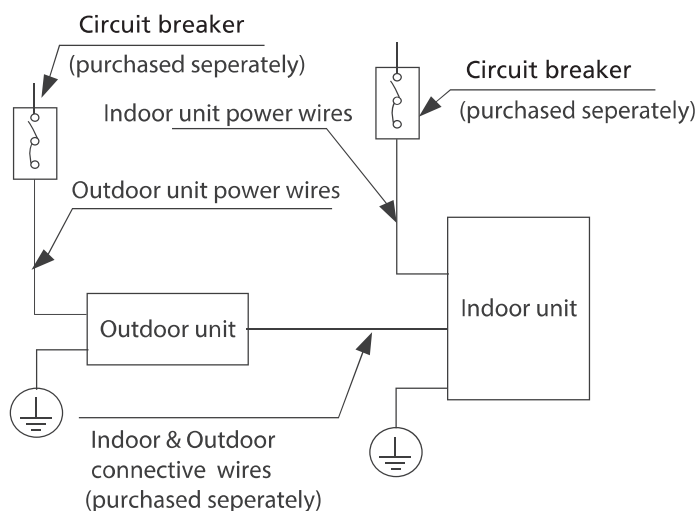 Circuit breaker
(purchased seperately)
Circuit breaker
(purchased seperately)
Indoor unit power wires
Outdoor unit power wires
Outdoor unit
Indoor unit
Indoor & Outdoor
connective wires
(purchased seperately)